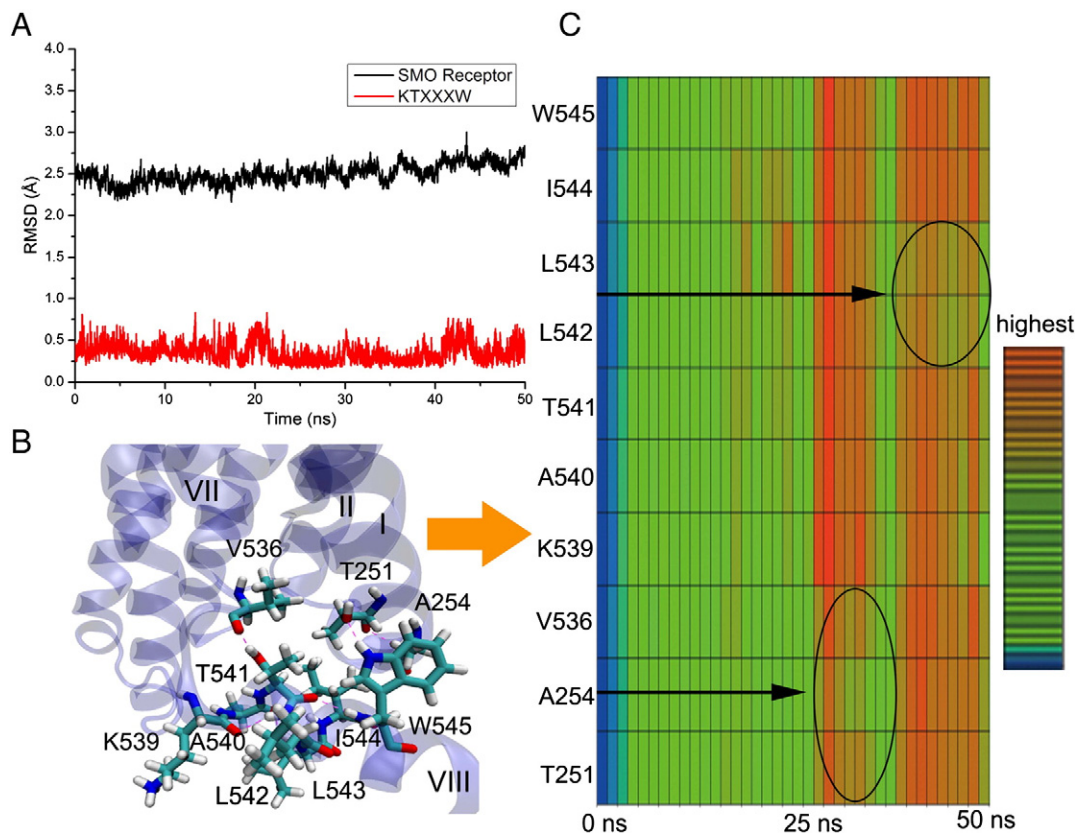 A
RMSD (Å)
4.0
3.5
3.0
2.5
2.0
1.5
1.0
0.5
0.0
SMO Receptor
KTXXXW
0 10 20 30 40 50
Time (ns)
B
VII
II
I
V536
T251
A254
T541
K539
A540
I544
W545
L542
L543
VIII
C
W545
I544
L543
L542
T541
A540
K539
V536
A254
T251
0 ns 25 ns 50 ns
highest